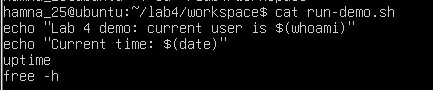 hamna_25@ubuntu:~/lab4/workspace$ cat run-demo.sh
echo "Lab 4 demo: current user is $(whoami)"
echo "Current time: $(date)"
uptime
free -h